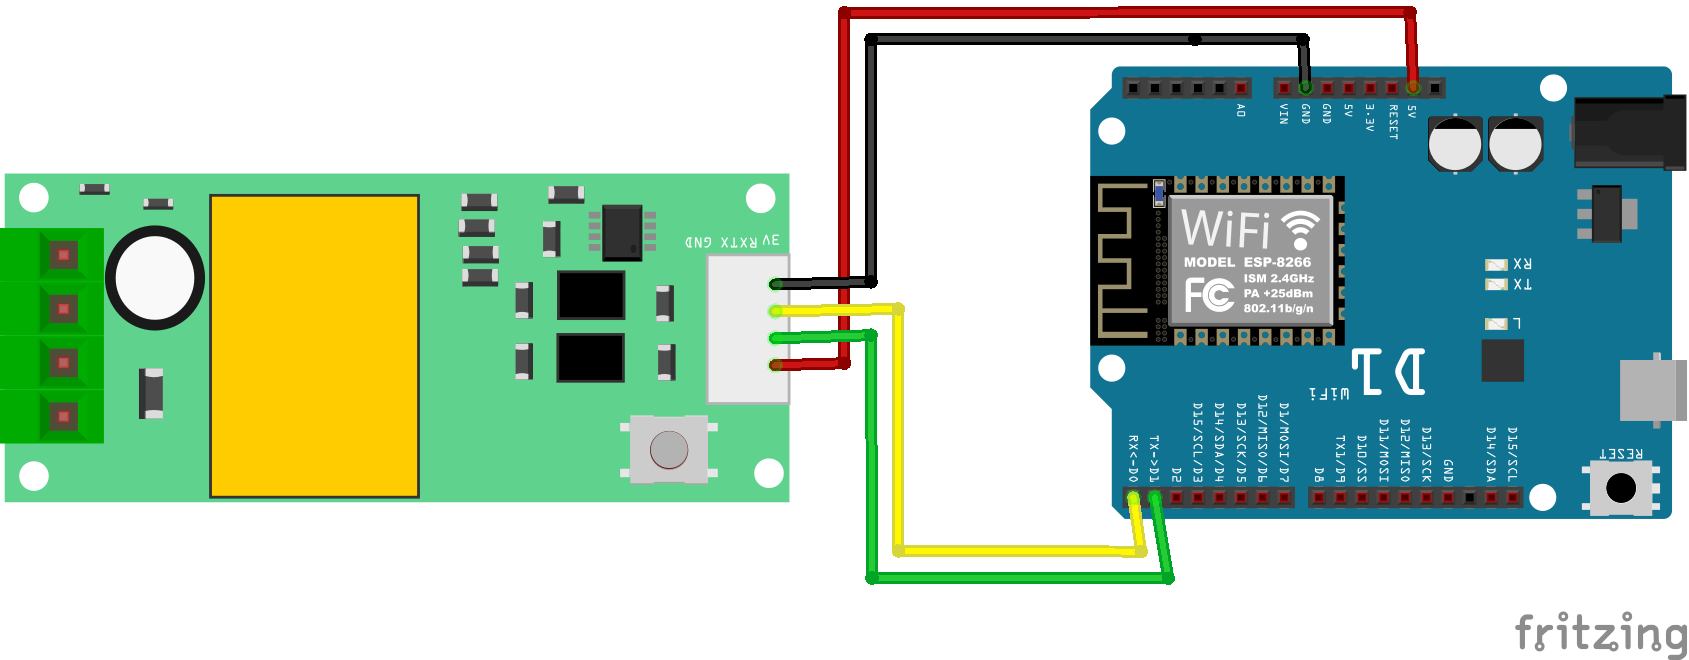 3V RXTX GND
A0
VIN
GND
GND
5V
3.3V
RESET
5V
WiFi
MODEL ESP-8266
ISM 2.4GHz
PA +25dBm
802.11b/g/n
FC
RX
TX
L
D1
WiFi
RX<-D0
TX->D1
D2
D15/SCL/D3
D14/SDA/D4
D13/SCK/D5
D12/MISO/D6
D1/MOSI/D7
D8
TX1/D9
D10/SS
D11/MOSI
D12/MISO
D13/SCK
GND
D14/SDA
D15/SCL
RESET
fritzing